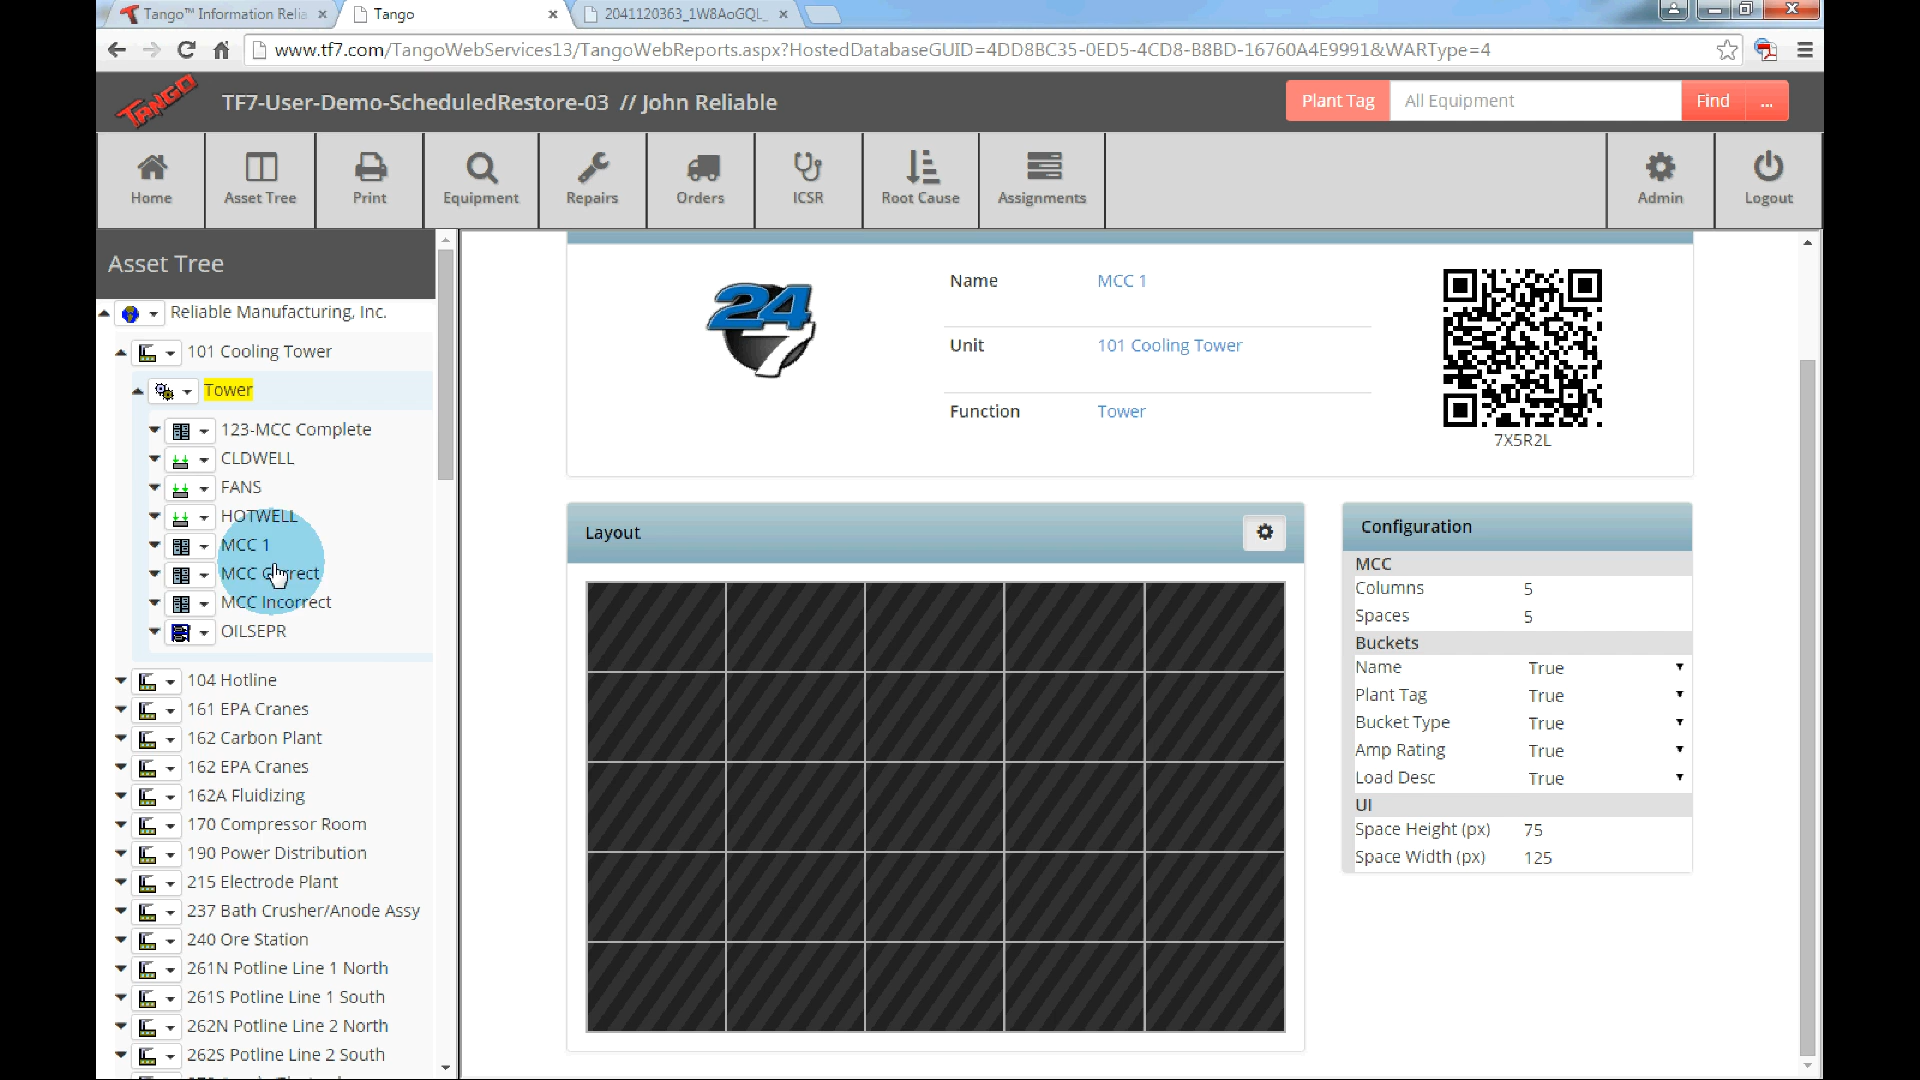 Tango™ Information Relia
Tango
2041120363_1W8AoGQL_
www.tf7.com/TangoWebServices13/TangoWebReports.aspx?HostedDatabaseGUID=4DD8BC35-0ED5-4CD8-B8BD-16760A4E9991&WARType=4
TANGO
TF7-User-Demo-ScheduledRestore-03 // John Reliable
Plant Tag
All Equipment
Find
...
Home
Asset Tree
Print
Equipment
Repairs
Orders
ICSR
Root Cause
Assignments
Admin
Logout
Asset Tree
Reliable Manufacturing, Inc.
101 Cooling Tower
Tower
123-MCC Complete
CLDWELL
FANS
HOTWELL
MCC 1
MCC Correct
MCC Incorrect
OILSEPR
104 Hotline
161 EPA Cranes
162 Carbon Plant
162 EPA Cranes
162A Fluidizing
170 Compressor Room
190 Power Distribution
215 Electrode Plant
237 Bath Crusher/Anode Assy
240 Ore Station
261N Potline Line 1 North
261S Potline Line 1 South
262N Potline Line 2 North
262S Potline Line 2 South
24
7
Name MCC 1
Unit 101 Cooling Tower
Function Tower
7X5R2L
Layout
Configuration
MCC
Columns 5
Spaces 5
Buckets
Name True
Plant Tag True
Bucket Type True
Amp Rating True
Load Desc True
UI
Space Height (px) 75
Space Width (px) 125